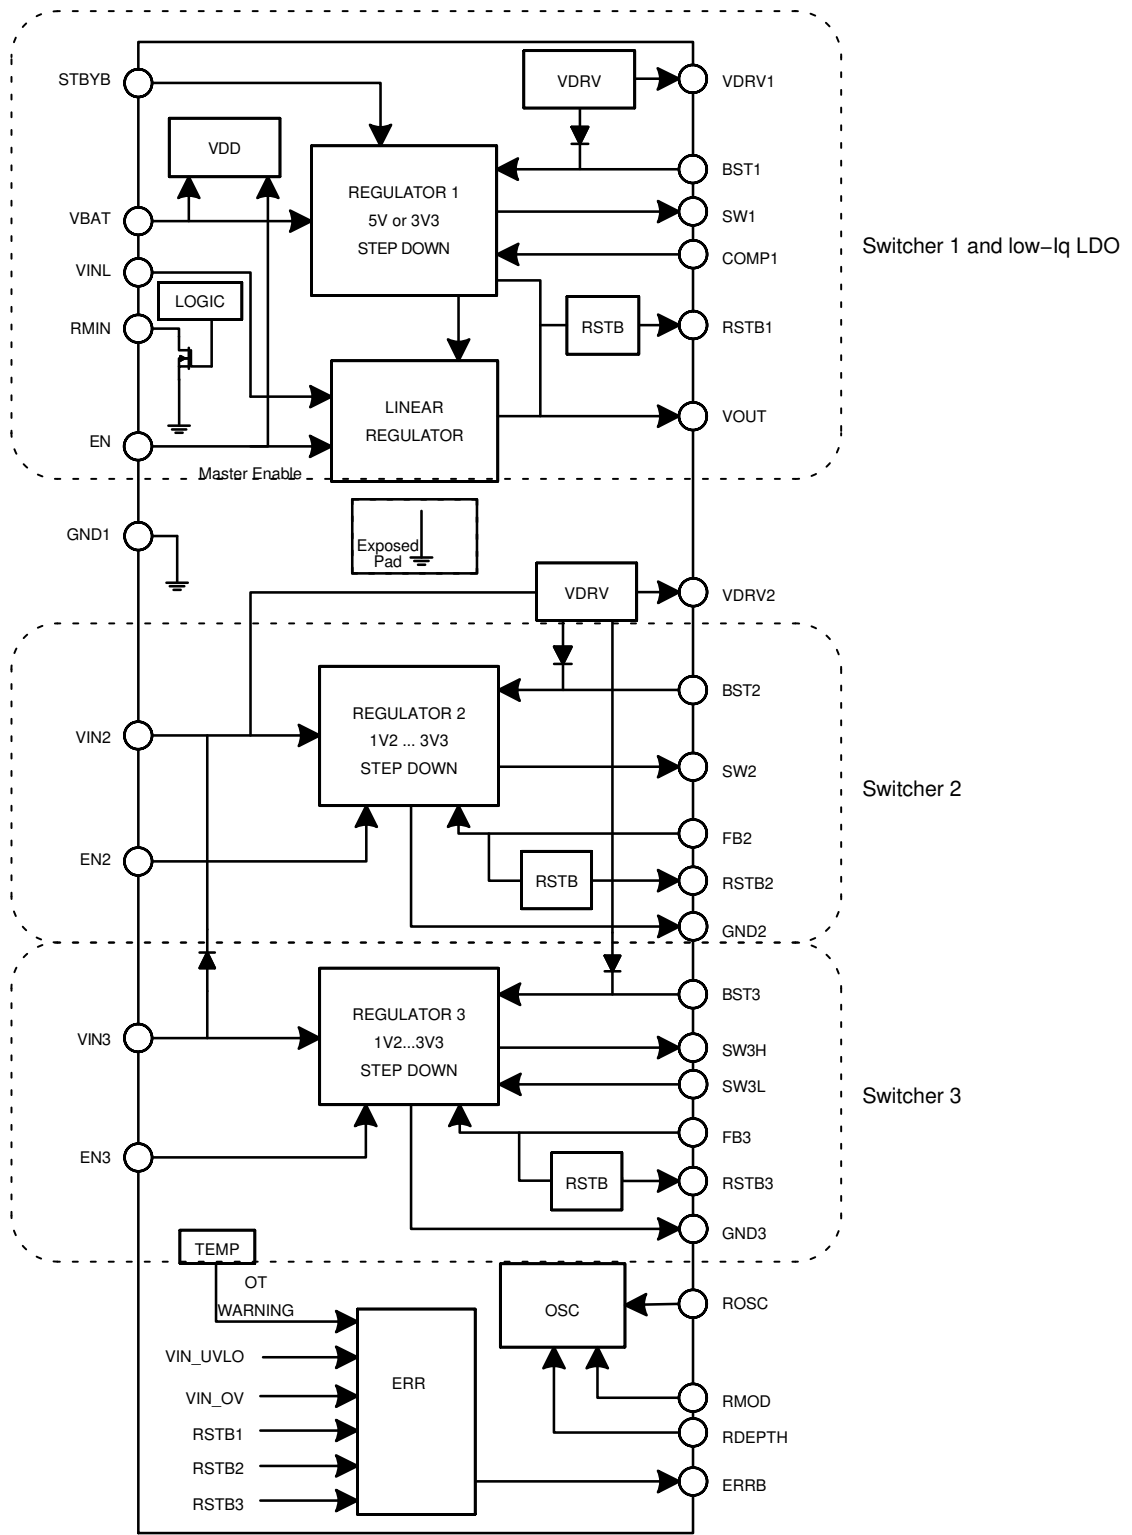 STBYB
VDRV
VDRV1
VDD
BST1
REGULATOR 1
5V or 3V3
STEP DOWN
VBAT
SW1
Switcher 1 and low−Iq LDO
COMP1
VINL
LOGIC
RMIN
RSTB
RSTB1
LINEAR
REGULATOR
VOUT
EN
Master Enable
GND1
Exposed
Pad
VDRV
VDRV2
BST2
REGULATOR 2
1V2 ... 3V3
STEP DOWN
VIN2
SW2
Switcher 2
FB2
EN2
RSTB
RSTB2
GND2
BST3
REGULATOR 3
1V2...3V3
STEP DOWN
VIN3
SW3H
SW3L
Switcher 3
FB3
EN3
RSTB
RSTB3
GND3
TEMP
OT
WARNING
OSC
ROSC
VIN_UVLO
ERR
VIN_OV
RMOD
RSTB1
RDEPTH
RSTB2
ERRB
RSTB3